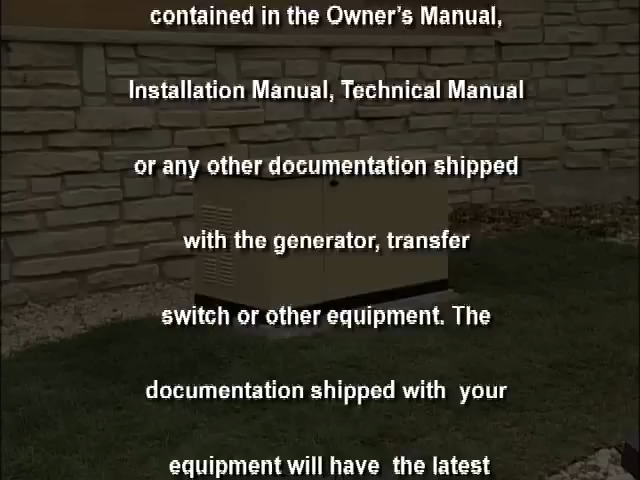 contained in the Owner's Manual,
Installation Manual, Technical Manual
or any other documentation shipped
with the generator, transfer
switch or other equipment. The
documentation shipped with  your
equipment will have  the latest